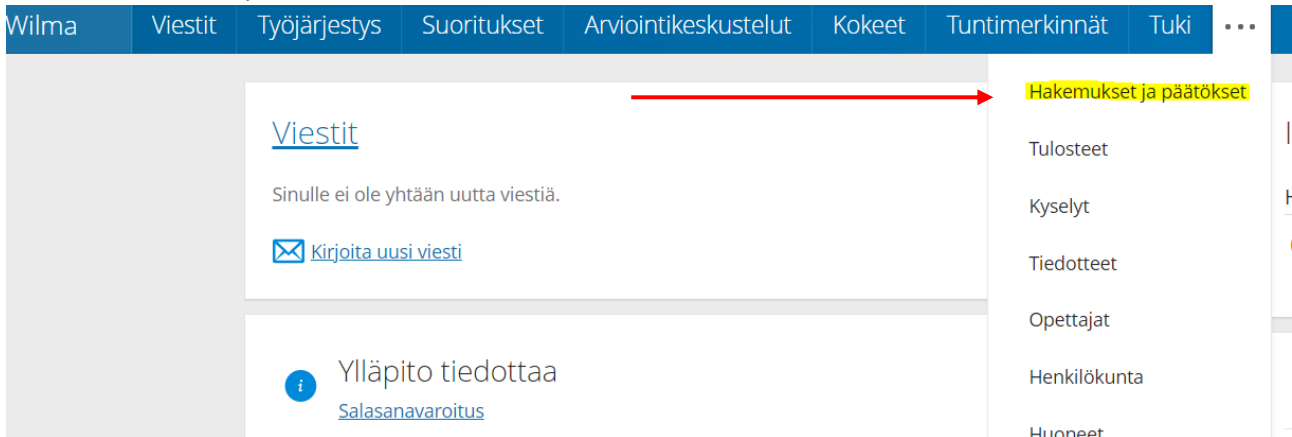 Wilma Viestit Työjärjestys Suoritukset Arviointikeskustelut Kokeet Tuntimerkinnät Tuki ...
Hakemukset ja päätökset
Tulosteet
Kyselyt
Tiedotteet
Opettajat
Henkilökunta
Huoneet
Viestit
Sinulle ei ole yhtään uutta viestiä.
Kirjoita uusi viesti
i Ylläpito tiedottaa
Salasanavaroitus